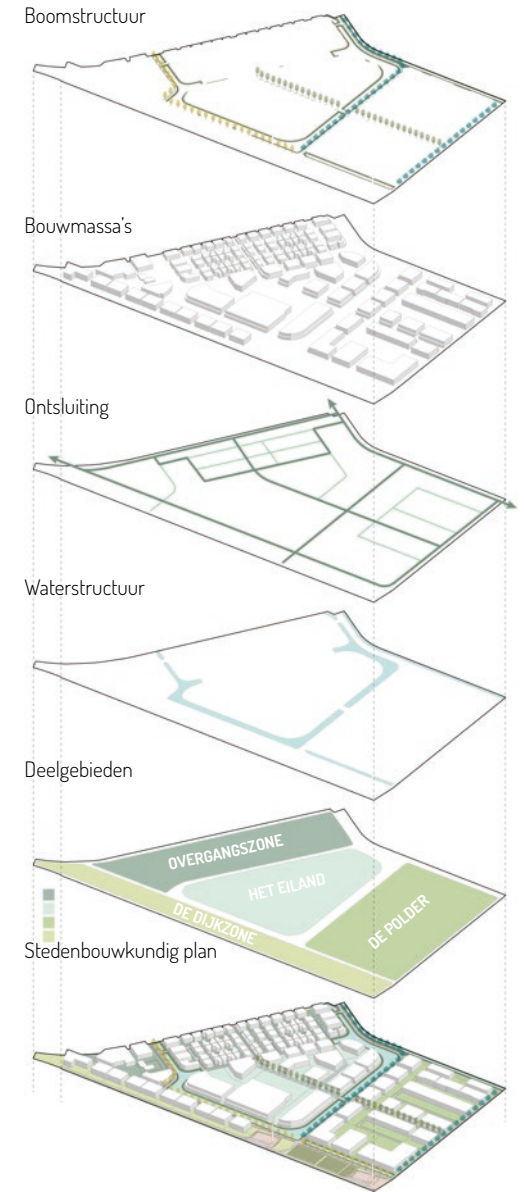 Boomstructuur
Bouwmassa's
Ontsluiting
Waterstructuur
Deelgebieden
OVERGANGSZONE
HET EILAND
DE DIJKZONE
DE POLDER
Stedenbouwkundig plan